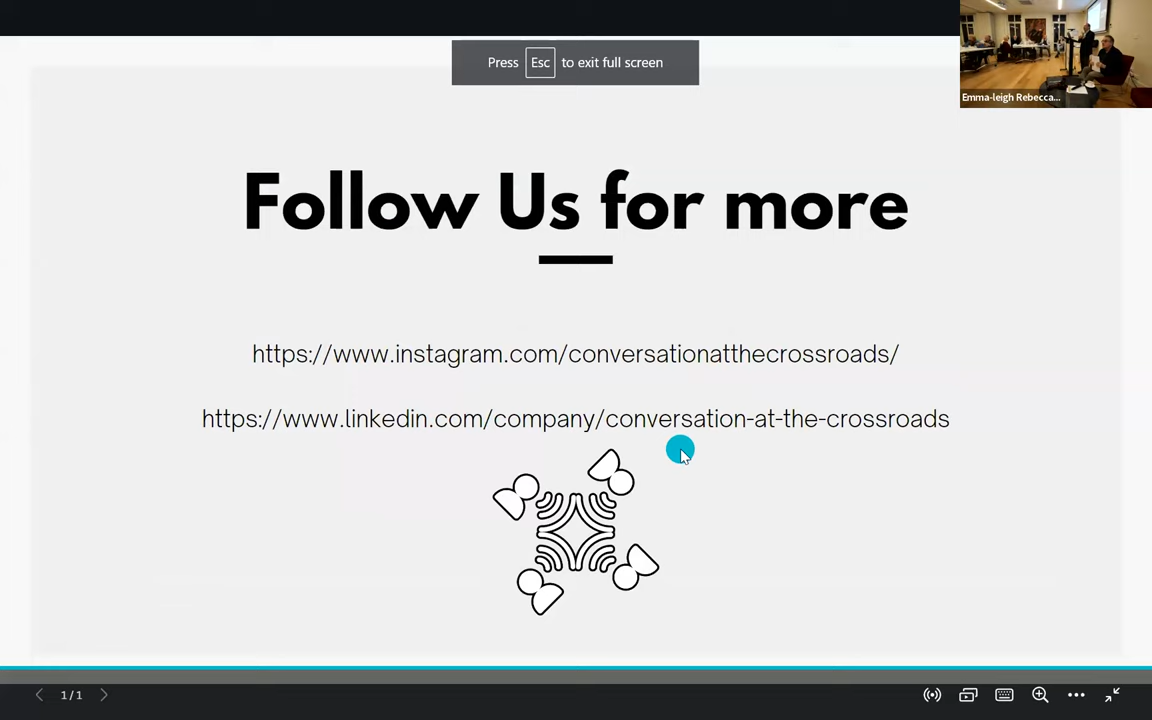 Press Esc to exit full screen
Emma-leigh Rebecca...
Follow Us for more
https://www.instagram.com/conversationatthecrossroads/
https://www.linkedin.com/company/conversation-at-the-crossroads
1/1